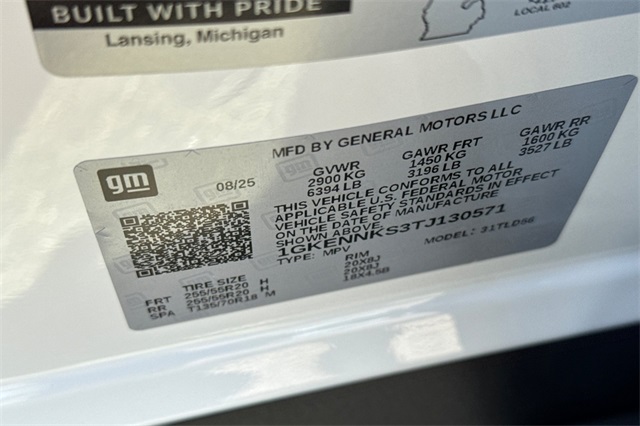 BUILT WITH PRIDE
Lansing, Michigan
LOCAL 602
MFD BY GENERAL MOTORS LLC
gm
08/25
GVWR GAWR FRT GAWR RR
2900 KG 1450 KG 1600 KG
6394 LB 3196 LB 3527 LB
THIS VEHICLE CONFORMS TO ALL
APPLICABLE U.S. FEDERAL MOTOR
VEHICLE SAFETY STANDARDS IN EFFECT
ON THE DATE OF MANUFACTURE
SHOWN ABOVE.
1GKENNKS3TJ130571
TYPE: MPV MODEL: 31TLD56
TIRE SIZE RIM
FRT 255/55R20 H 20X8J
RR 255/55R20 H 20X8J
SPA T135/70R18 M 18X4.5B